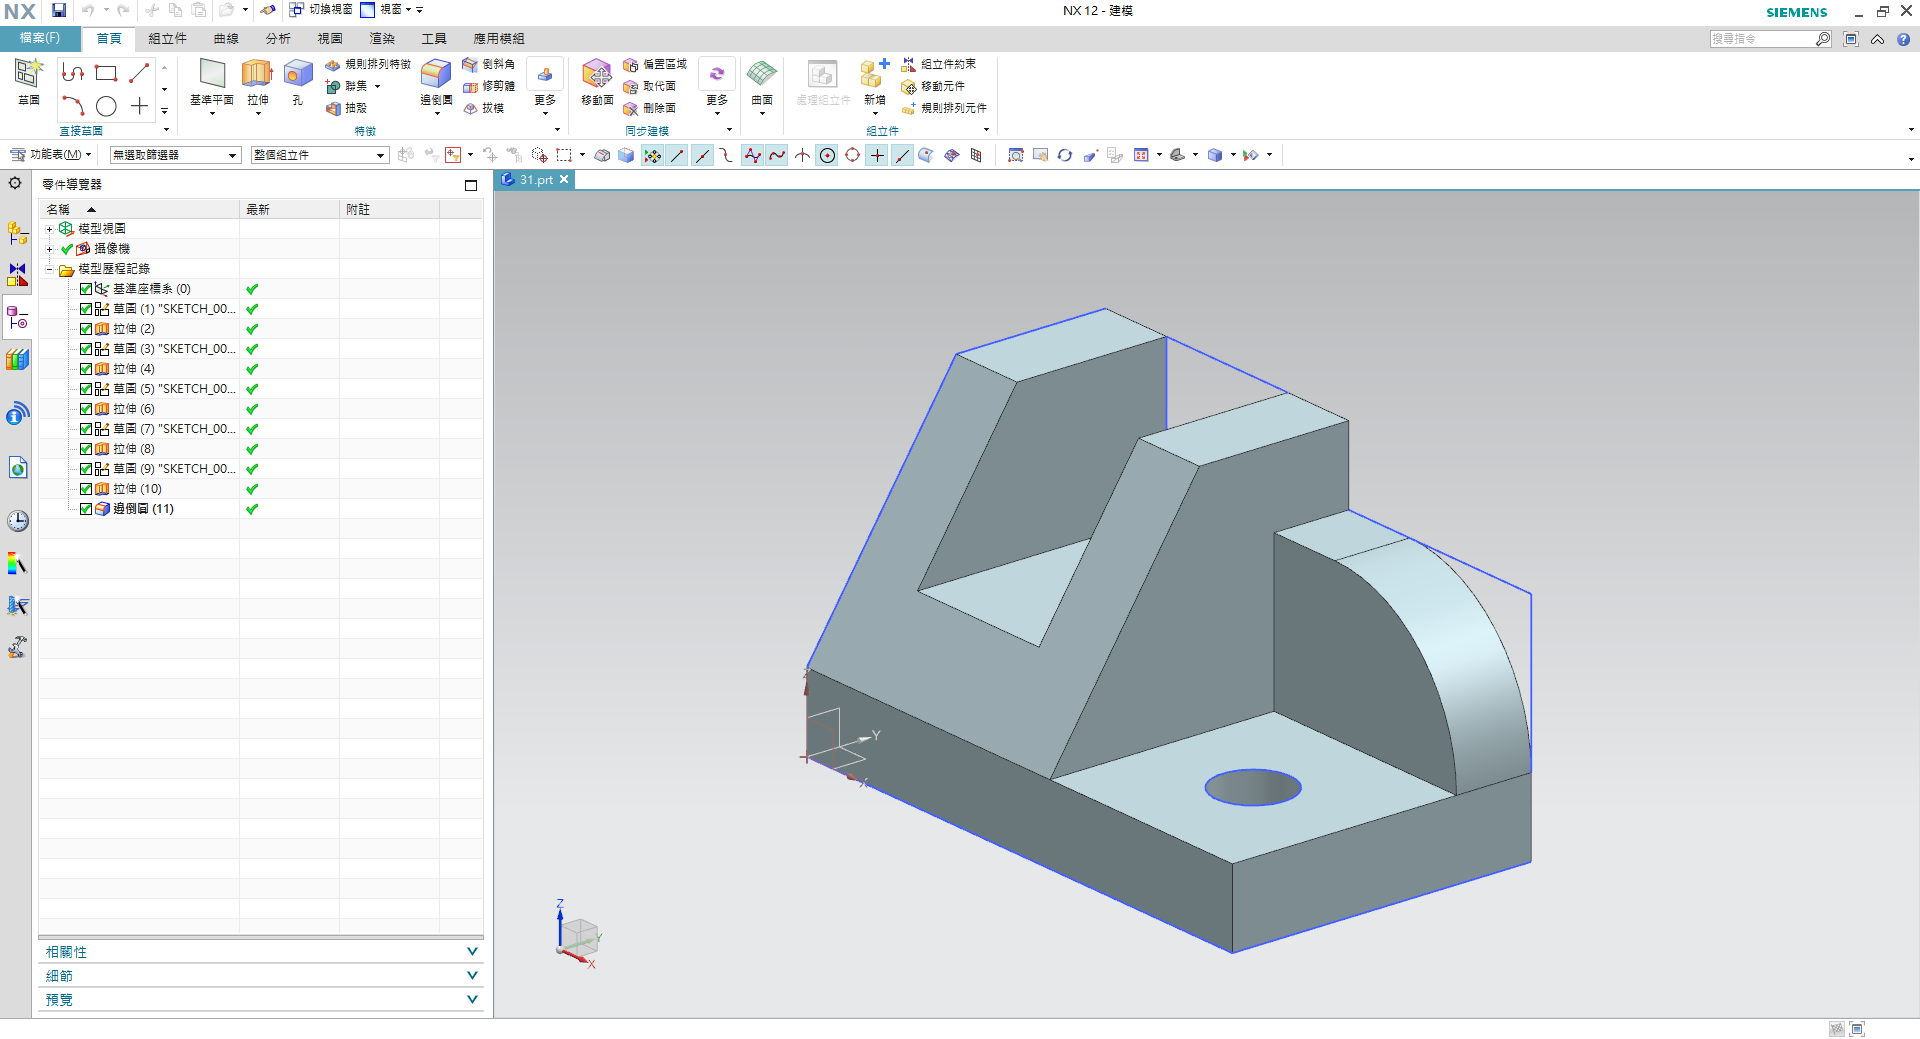 NX 切換視窗 視窗 NX 12 - 建模 SIEMENS
檔案(F) 首頁 組立件 曲線 分析 視圖 渲染 工具 應用模組 搜尋指令
草圖 基準平面 拉伸 孔 規則排列特徵 聯集 抽殼 邊倒圓 倒斜角 修剪體 拔模 更多 移動面 偏置區域 取代面 刪除面 更多 曲面 處理組立件 新增 組立件約束 移動元件 規則排列元件
直接草圖 特徵 同步建模 組立件
功能表(M) 無選取篩選器 整個組立件
零件導覽器 31.prt
名稱 最新 附註
模型視圖
攝像機
模型歷程記錄
基準座標系 (0)
草圖 (1) "SKETCH_00...
拉伸 (2)
草圖 (3) "SKETCH_00...
拉伸 (4)
草圖 (5) "SKETCH_00...
拉伸 (6)
草圖 (7) "SKETCH_00...
拉伸 (8)
草圖 (9) "SKETCH_00...
拉伸 (10)
邊倒圓 (11)
Z
Y
X
Z
Y
X
相關性
細節
預覽